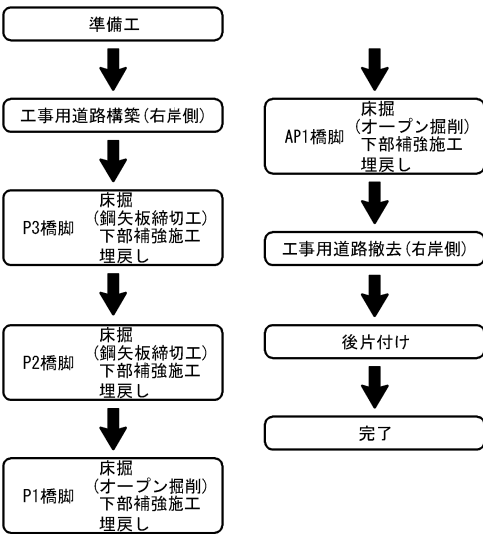 準備工
工事用道路構築(右岸側)
P3橋脚
床掘
(鋼矢板締切工)
下部補強施工
埋戻し
P2橋脚
床掘
(鋼矢板締切工)
下部補強施工
埋戻し
P1橋脚
床掘
(オープン掘削)
下部補強施工
埋戻し
AP1橋脚
床掘
(オープン掘削)
下部補強施工
埋戻し
工事用道路撤去(右岸側)
後片付け
完了